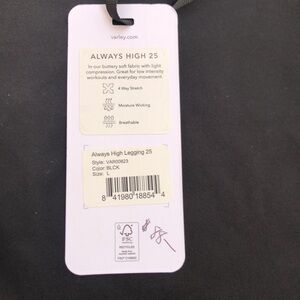 varley.com
ALWAYS HIGH 25
In our buttery soft fabric with light
compression. Great for low intensity
workouts and everyday movement.
4 Way Stretch
Moisture Wicking
Breathable
Always High Legging 25
Style: VAR00623
Color: BLCK
Size: L
8 41980 18854 4
FSC